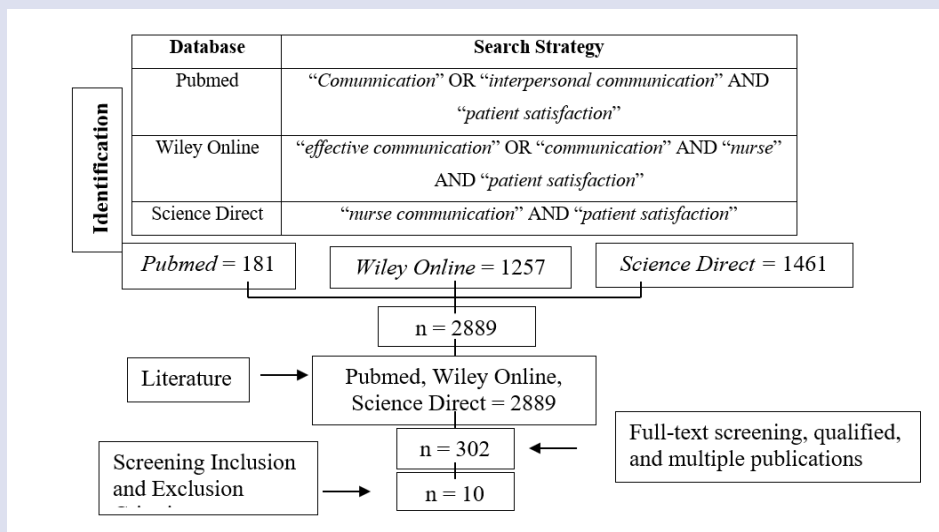 Database Search Strategy
Pubmed “Comunnication” OR “interpersonal communication” AND
“patient satisfaction”
Wiley Online “effective communication” OR “communication” AND “nurse”
AND “patient satisfaction”
Science Direct “nurse communication” AND “patient satisfaction”
Identification
Pubmed = 181
Wiley Online = 1257
Science Direct = 1461
n = 2889
Literature
Pubmed, Wiley Online,
Science Direct = 2889
n = 302
Full-text screening, qualified,
and multiple publications
Screening Inclusion
and Exclusion
n = 10